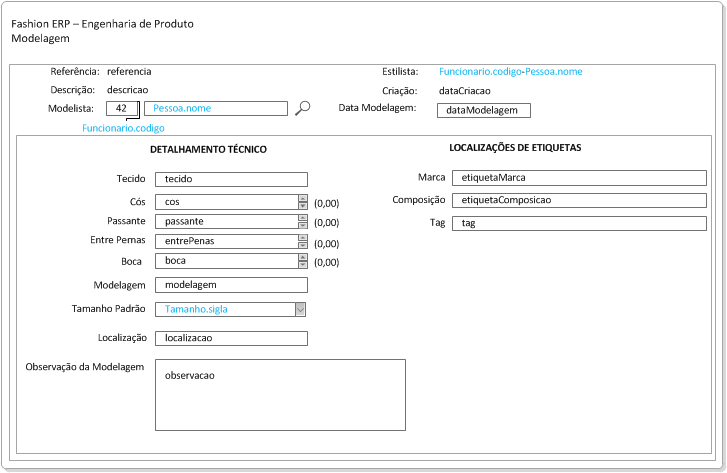 Fashion ERP – Engenharia de Produto
Modelagem
Referência: referencia
Estilista: Funcionario.codigo-Pessoa.nome
Descrição: descricao
Criação: dataCriacao
Modelista: 42 Pessoa.nome
Data Modelagem: dataModelagem
Funcionario.codigo
DETALHAMENTO TÉCNICO
LOCALIZAÇÕES DE ETIQUETAS
Tecido tecido
Marca etiquetaMarca
Cós cos (0,00)
Composição etiquetaComposicao
Passante passante (0,00)
Tag tag
Entre Pernas entrePenas (0,00)
Boca boca (0,00)
Modelagem modelagem
Tamanho Padrão Tamanho.sigla
Localização localizacao
Observação da Modelagem observacao